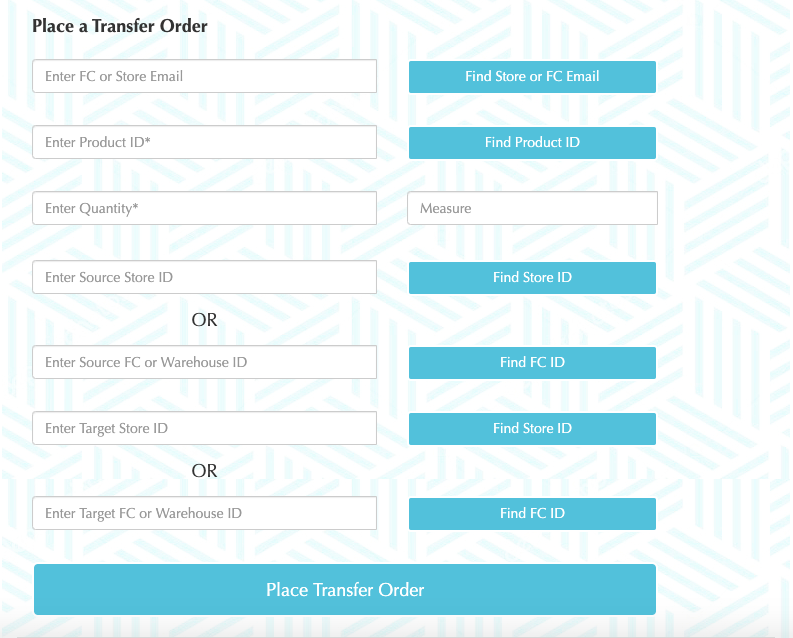 Place a Transfer Order
Enter FC or Store Email
Find Store or FC Email
Enter Product ID*
Find Product ID
Enter Quantity*
Measure
Enter Source Store ID
Find Store ID
OR
Enter Source FC or Warehouse ID
Find FC ID
Enter Target Store ID
Find Store ID
OR
Enter Target FC or Warehouse ID
Find FC ID
Place Transfer Order